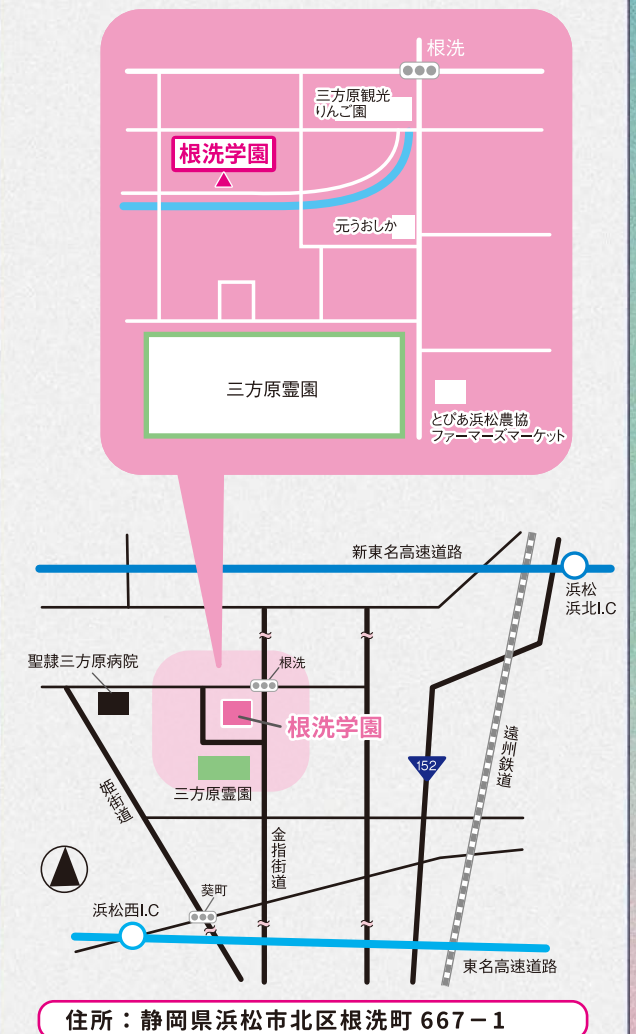 根洗
三方原観光
りんご園
根洗学園
元うおしか
三方原霊園
とぴあ浜松農協
ファーマーズマーケット
新東名高速道路
浜松
浜北I.C
聖隷三方原病院
根洗
根洗学園
遠州鉄道
152
三方原霊園
姫街道
金指街道
葵町
浜松西I.C
東名高速道路
住所：静岡県浜松市北区根洗町 667－1